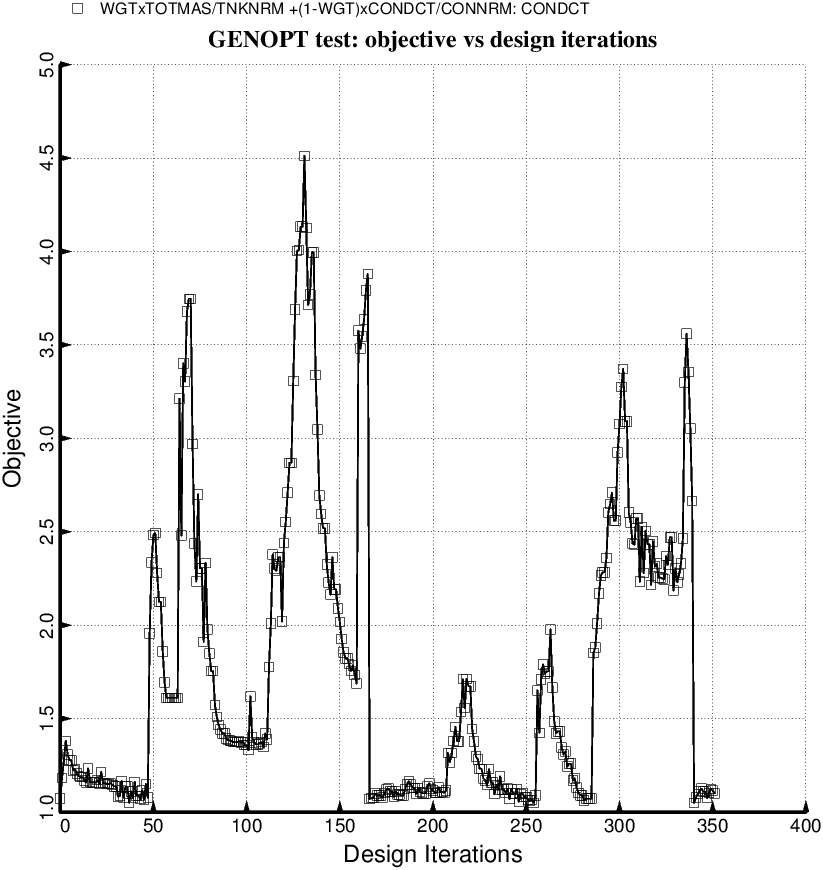 WGTxTOTMAS/TNKNRM +(1-WGT)xCONDCT/CONNRM: CONDCT
GENOPT test: objective vs design iterations
5.0
4.5
4.0
3.5
3.0
2.5
2.0
1.5
1.0
Objective
0 50 100 150 200 250 300 350 400
Design Iterations